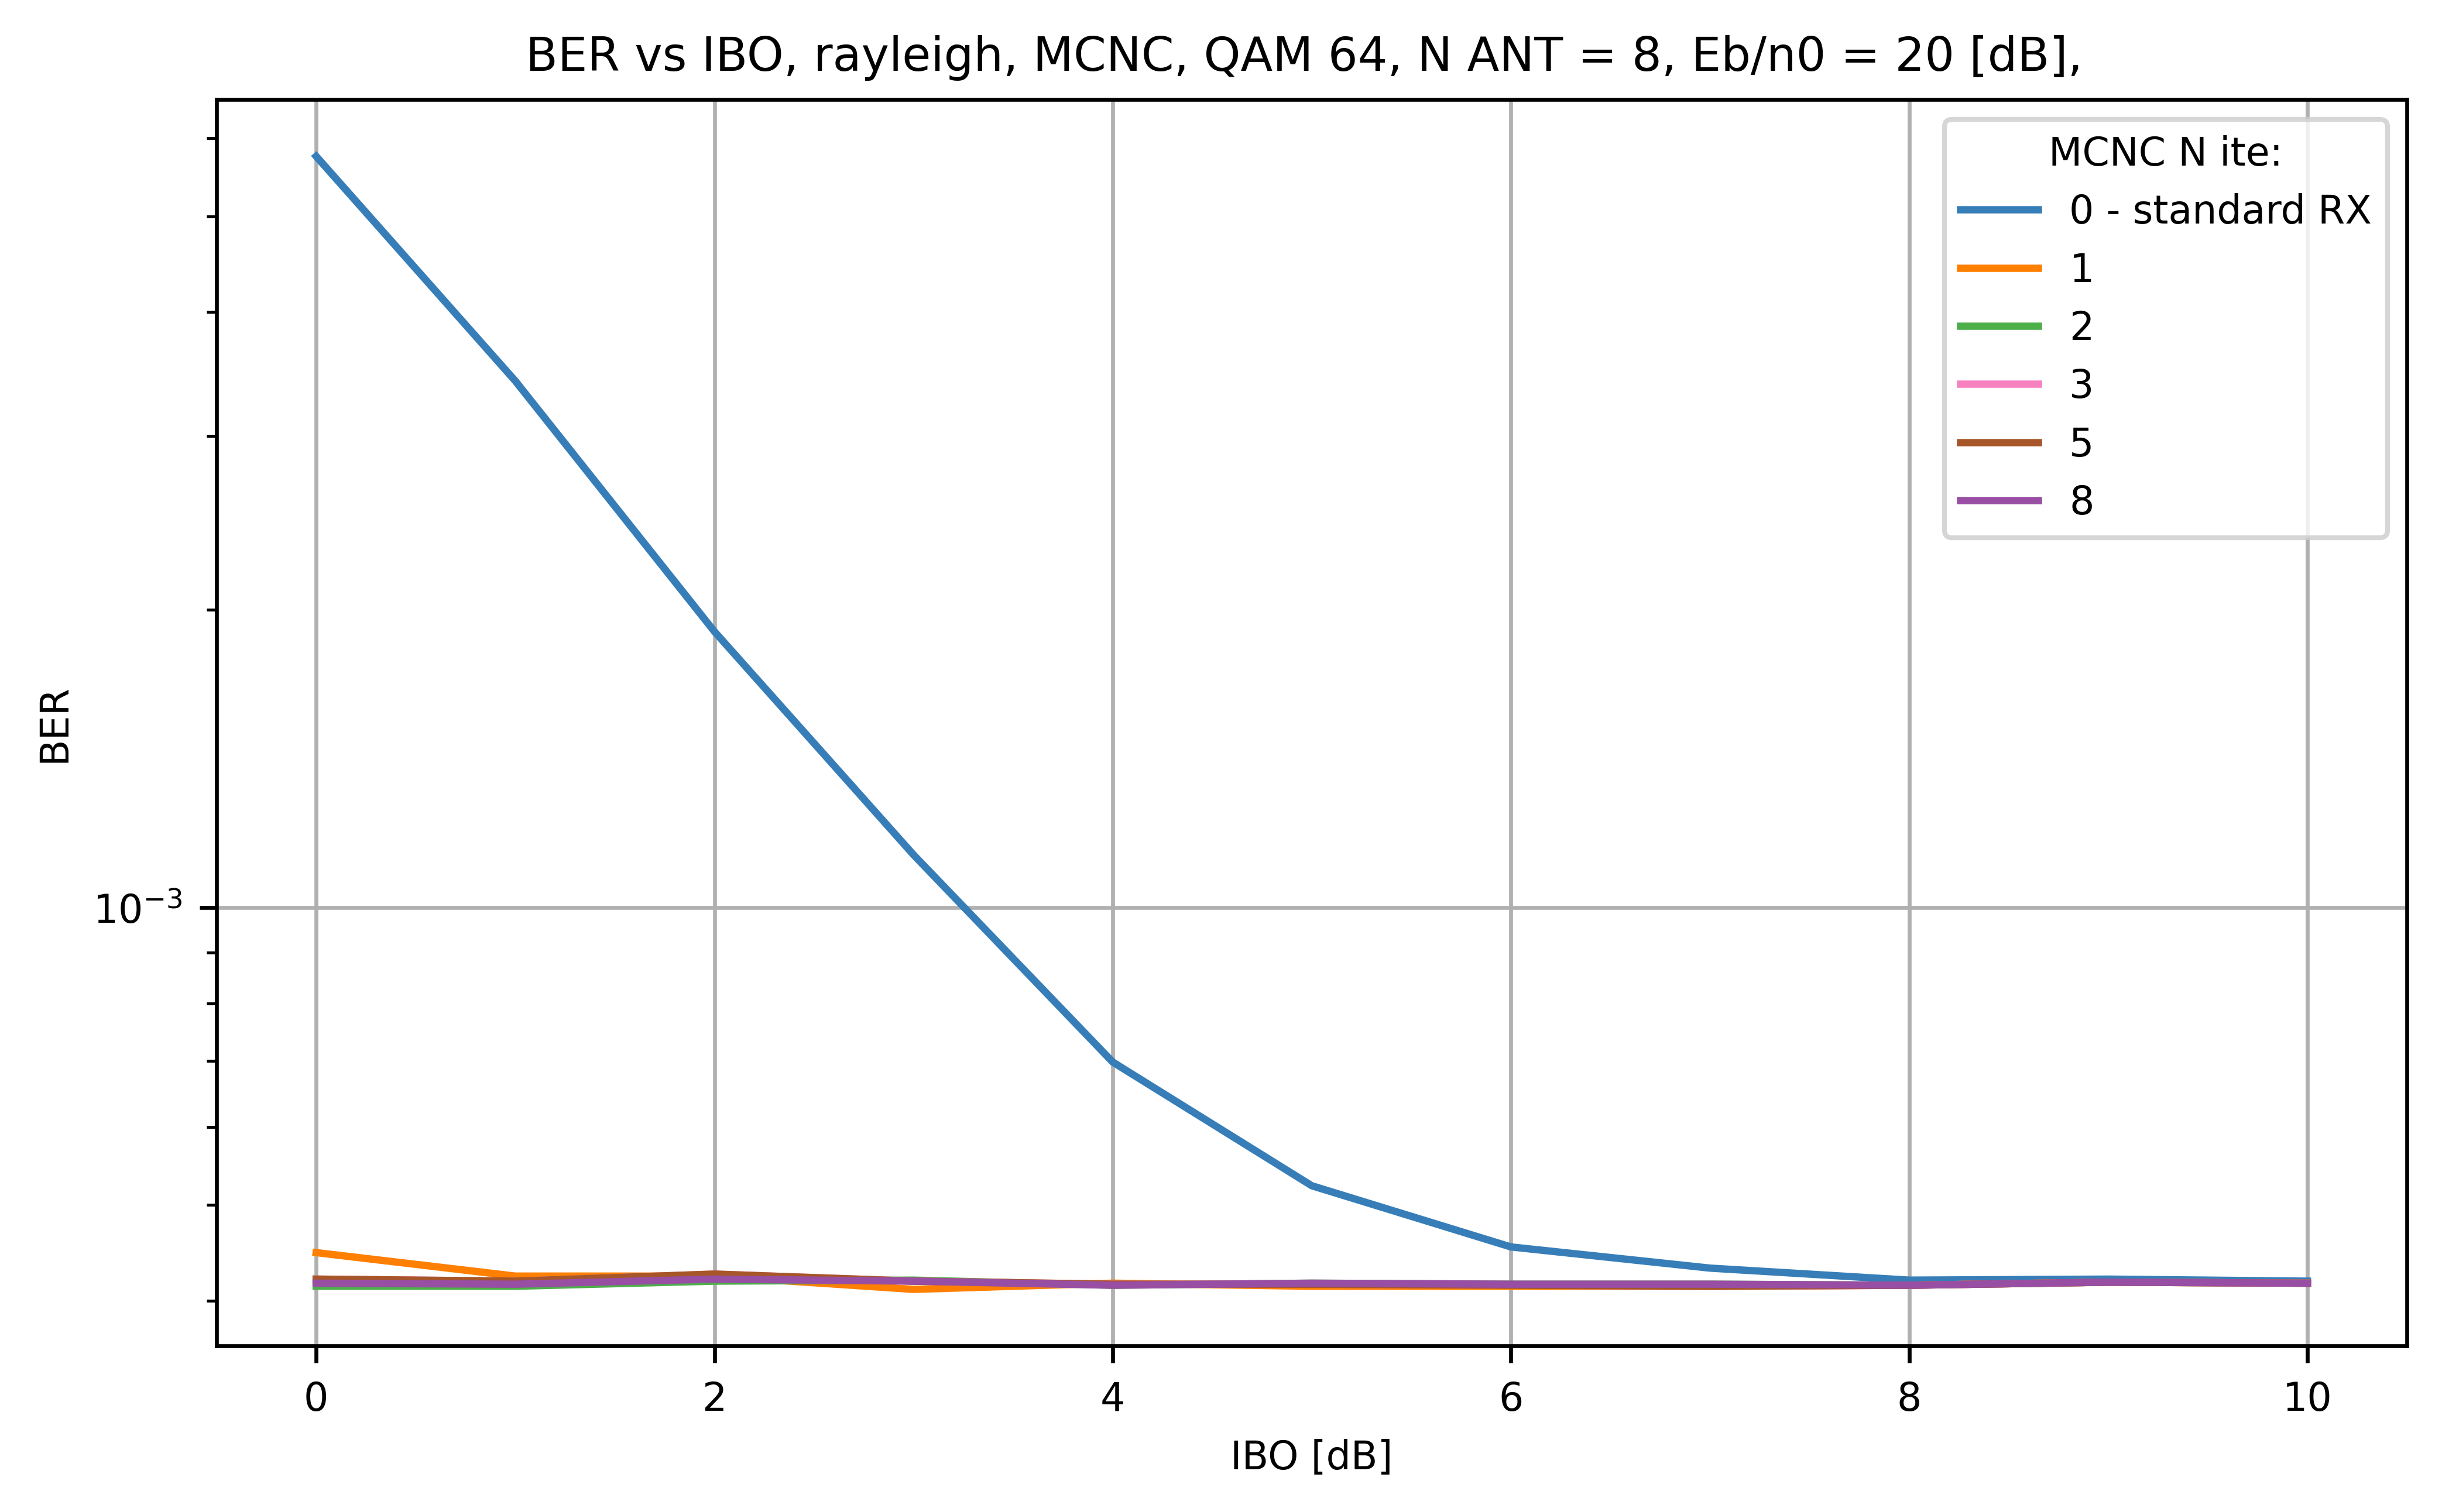 BER vs IBO, rayleigh, MCNC, QAM 64, N ANT = 8, Eb/n0 = 20 [dB],
MCNC N ite:
0 - standard RX
1
2
3
5
8
BER
10⁻³
0 2 4 6 8 10
IBO [dB]